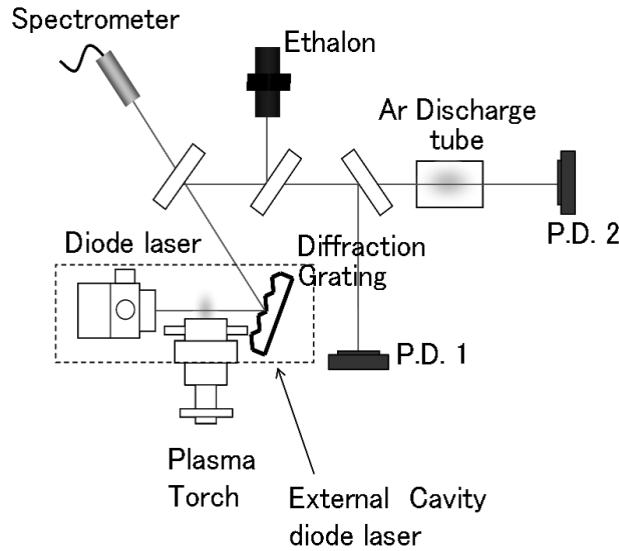 Spectrometer
Ethalon
Ar Discharge
tube
P.D. 2
Diode laser
Diffraction
Grating
P.D. 1
Plasma
Torch
External Cavity
diode laser